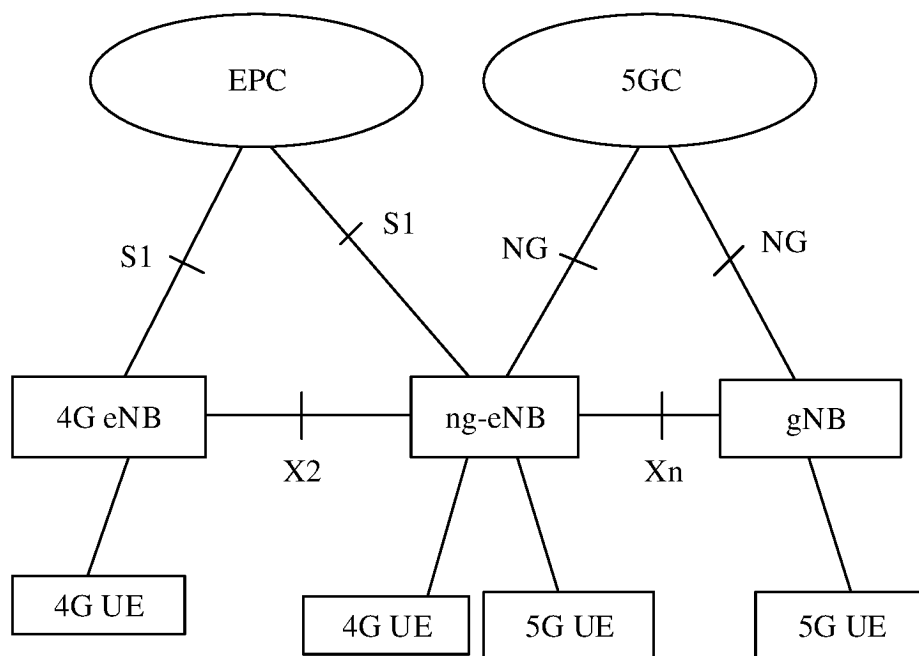 EPC
5GC
S1
S1
NG
NG
4G eNB
ng-eNB
gNB
X2
Xn
4G UE
4G UE
5G UE
5G UE